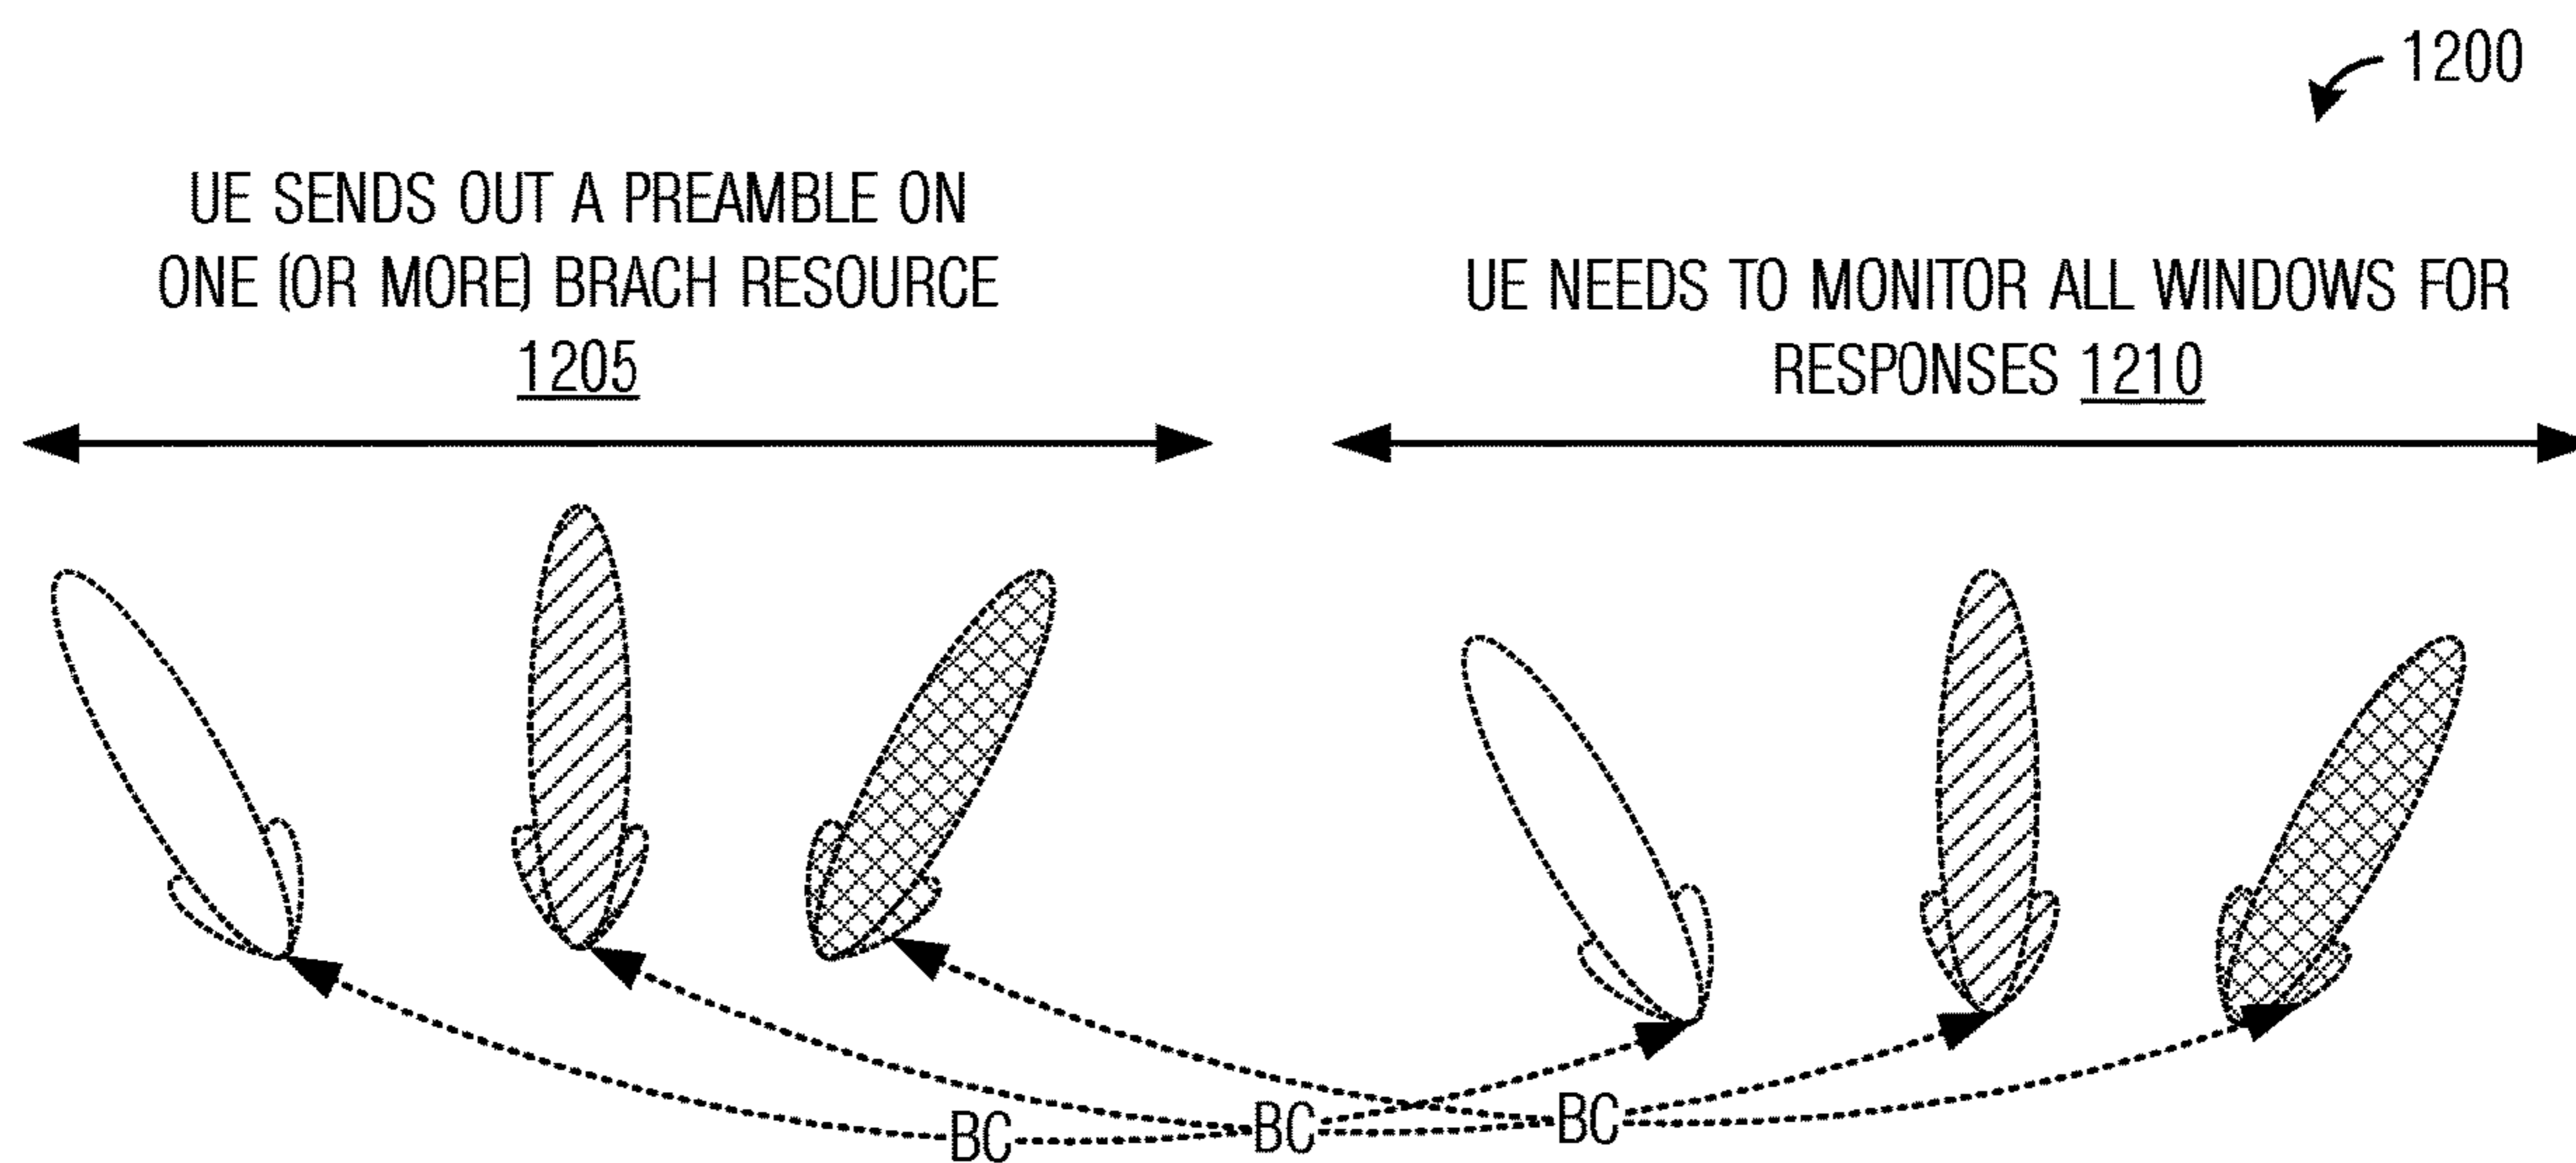 1200
UE SENDS OUT A PREAMBLE ON
ONE (OR MORE) BRACH RESOURCE
1205
UE NEEDS TO MONITOR ALL WINDOWS FOR
RESPONSES 1210
BC
BC
BC